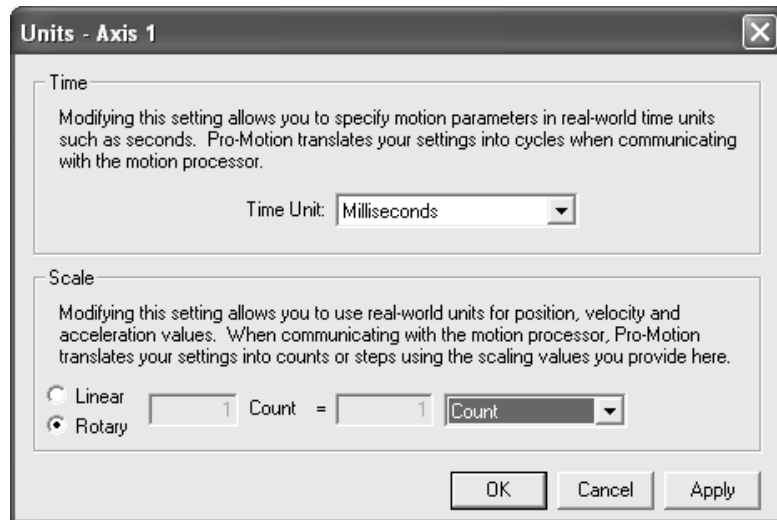 Units - Axis 1
Time
Modifying this setting allows you to specify motion parameters in real-world time units
such as seconds. Pro-Motion translates your settings into cycles when communicating
with the motion processor.
Time Unit: Milliseconds
Scale
Modifying this setting allows you to use real-world units for position, velocity and
acceleration values. When communicating with the motion processor, Pro-Motion
translates your settings into counts or steps using the scaling values you provide here.
Linear
Rotary
1 Count = 1 Count
OK Cancel Apply